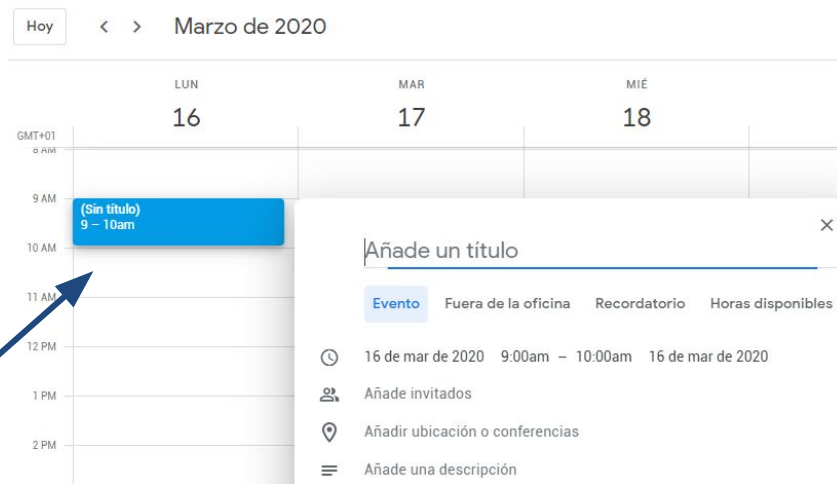 Hoy < > Marzo de 2020
LUN MAR MIÉ
16 17 18
GMT+01
8 AM
9 AM
(Sin título)
9 – 10am
10 AM
Añade un título ×
11 AM
Evento Fuera de la oficina Recordatorio Horas disponibles
12 PM
16 de mar de 2020 9:00am – 10:00am 16 de mar de 2020
1 PM
Añade invitados
Añadir ubicación o conferencias
2 PM
Añade una descripción